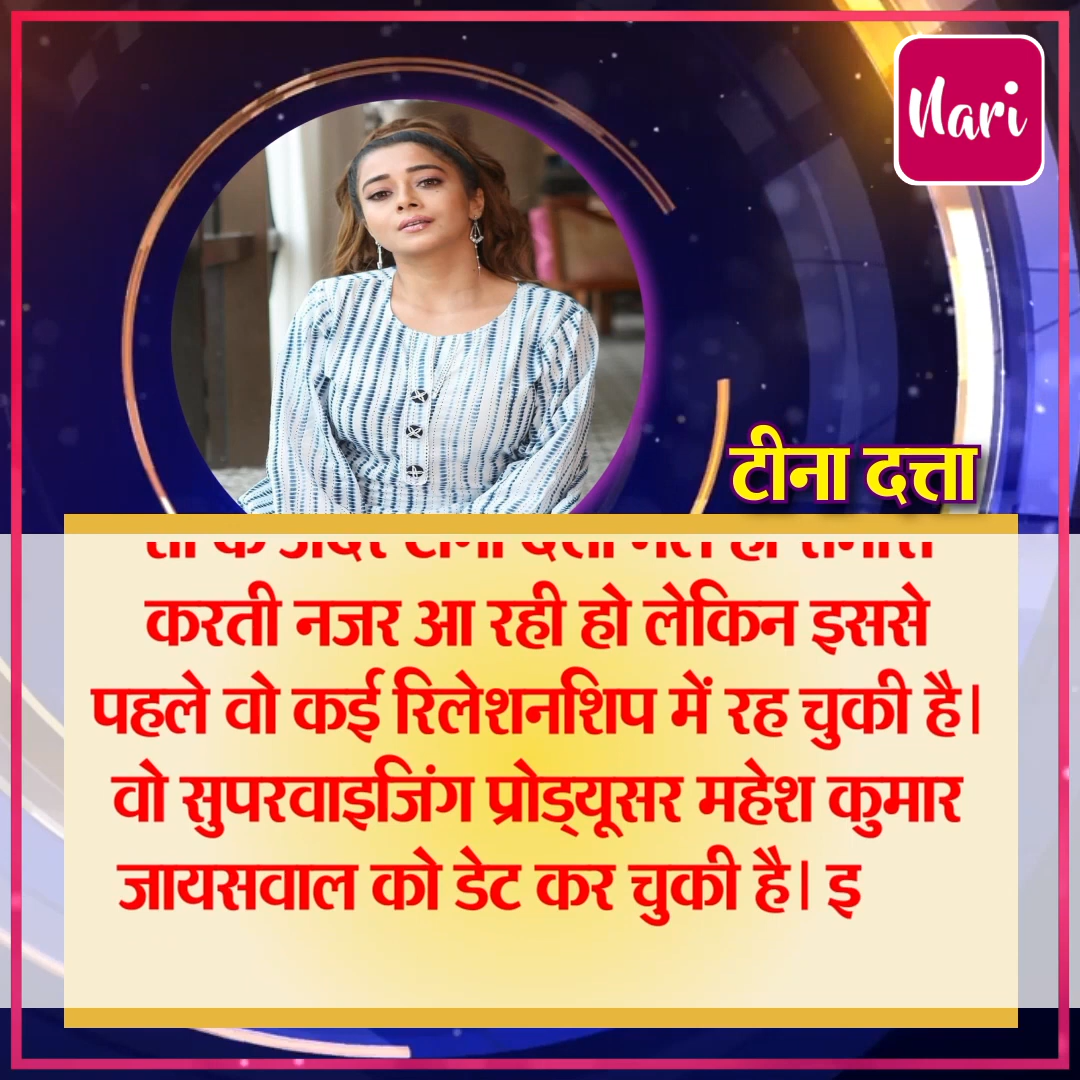 Nari
टीना दत्ता
करती नजर आ रही हो लेकिन इससे
पहले वो कई रिलेशनशिप में रह चुकी है।
वो सुपरवाइजिंग प्रोड्यूसर महेश कुमार
जायसवाल को डेट कर चुकी है। इ